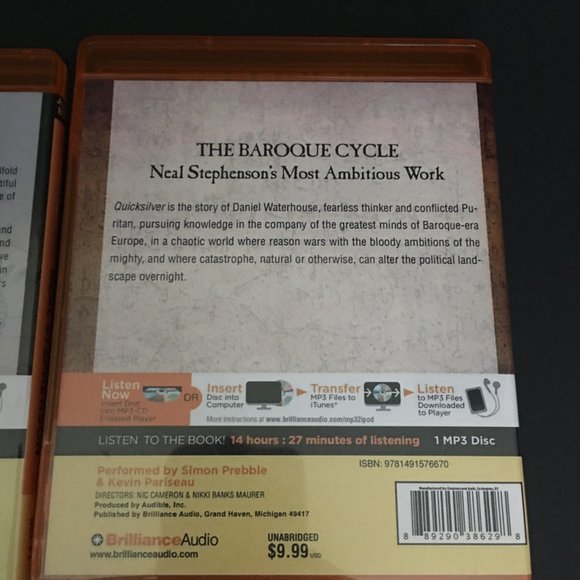 THE BAROQUE CYCLE
Neal Stephenson's Most Ambitious Work
Quicksilver is the story of Daniel Waterhouse, fearless thinker and conflicted Pu-
ritan, pursuing knowledge in the company of the greatest minds of Baroque-era
Europe, in a chaotic world where reason wars with the bloody ambitions of the
mighty, and where catastrophe, natural or otherwise, can alter the political land-
scape overnight.
Listen Now
Insert Disc
into MP3-CD
Enabled Player
OR
Insert
Disc into
Computer
Transfer
MP3 Files to
iTunes*
Listen
to MP3 Files
Downloaded
to Player
More instructions at www.brillianceaudio.com/mp32ipod
LISTEN TO THE BOOK! 14 hours : 27 minutes of listening 1 MP3 Disc
Performed by Simon Prebble
& Kevin Pariseau
DIRECTORS: NIC CAMERON & NIKKI BANKS MAURER
Produced by Audible, Inc.
Published by Brilliance Audio, Grand Haven, Michigan 49417
BrillianceAudio
www.brillianceaudio.com
UNABRIDGED
$9.99 USD
ISBN: 9781491576670
8 89290 38629 8